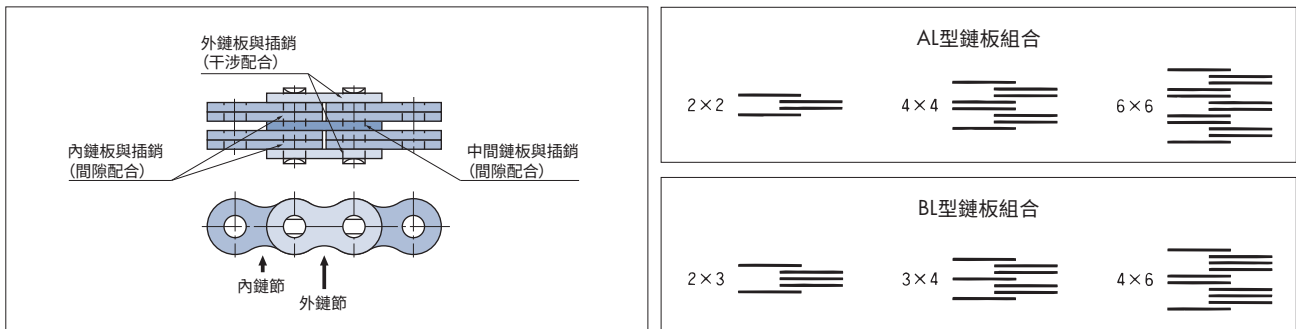 外鏈板與插銷
(干涉配合)
內鏈板與插銷
(間隙配合)
中間鏈板與插銷
(間隙配合)
內鏈節
外鏈節
AL型鏈板組合
2×2
4×4
6×6
BL型鏈板組合
2×3
3×4
4×6